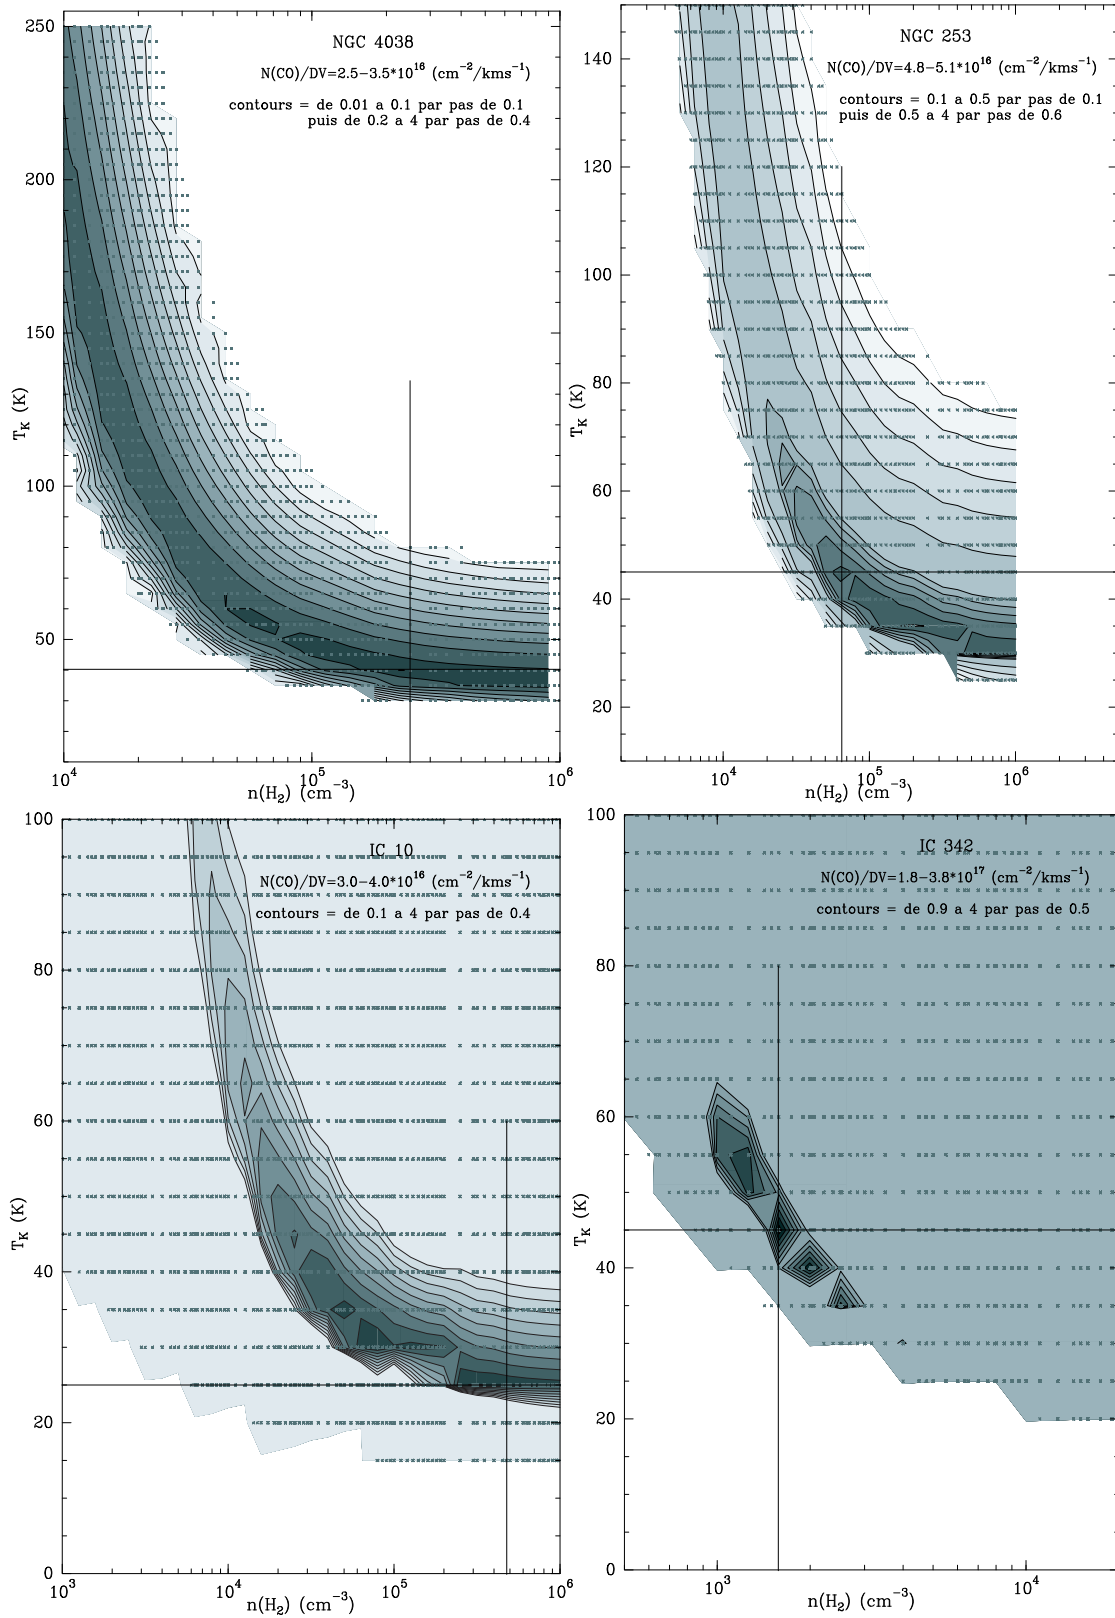 NGC 4038
N(CO)/DV=2.5−3.5*10^16 (cm^−2/kms^−1)
contours = de 0.01 a 0.1 par pas de 0.1
puis de 0.2 a 4 par pas de 0.4
250
200
150
100
50
T_K (K)
10^4
10^5
10^6
n(H_2) (cm^−3)
NGC 253
N(CO)/DV=4.8−5.1*10^16 (cm^−2/kms^−1)
contours = 0.1 a 0.5 par pas de 0.1
puis de 0.5 a 4 par pas de 0.6
140
120
100
80
60
40
20
T_K (K)
10^4
10^5
10^6
n(H_2) (cm^−3)
IC 10
N(CO)/DV=3.0−4.0*10^16 (cm^−2/kms^−1)
contours = de 0.1 a 4 par pas de 0.4
100
80
60
40
20
0
T_K (K)
10^3
10^4
10^5
10^6
n(H_2) (cm^−3)
IC 342
N(CO)/DV=1.8−3.8*10^17 (cm^−2/kms^−1)
contours = de 0.9 a 4 par pas de 0.5
100
80
60
40
20
0
T_K (K)
10^3
10^4
n(H_2) (cm^−3)